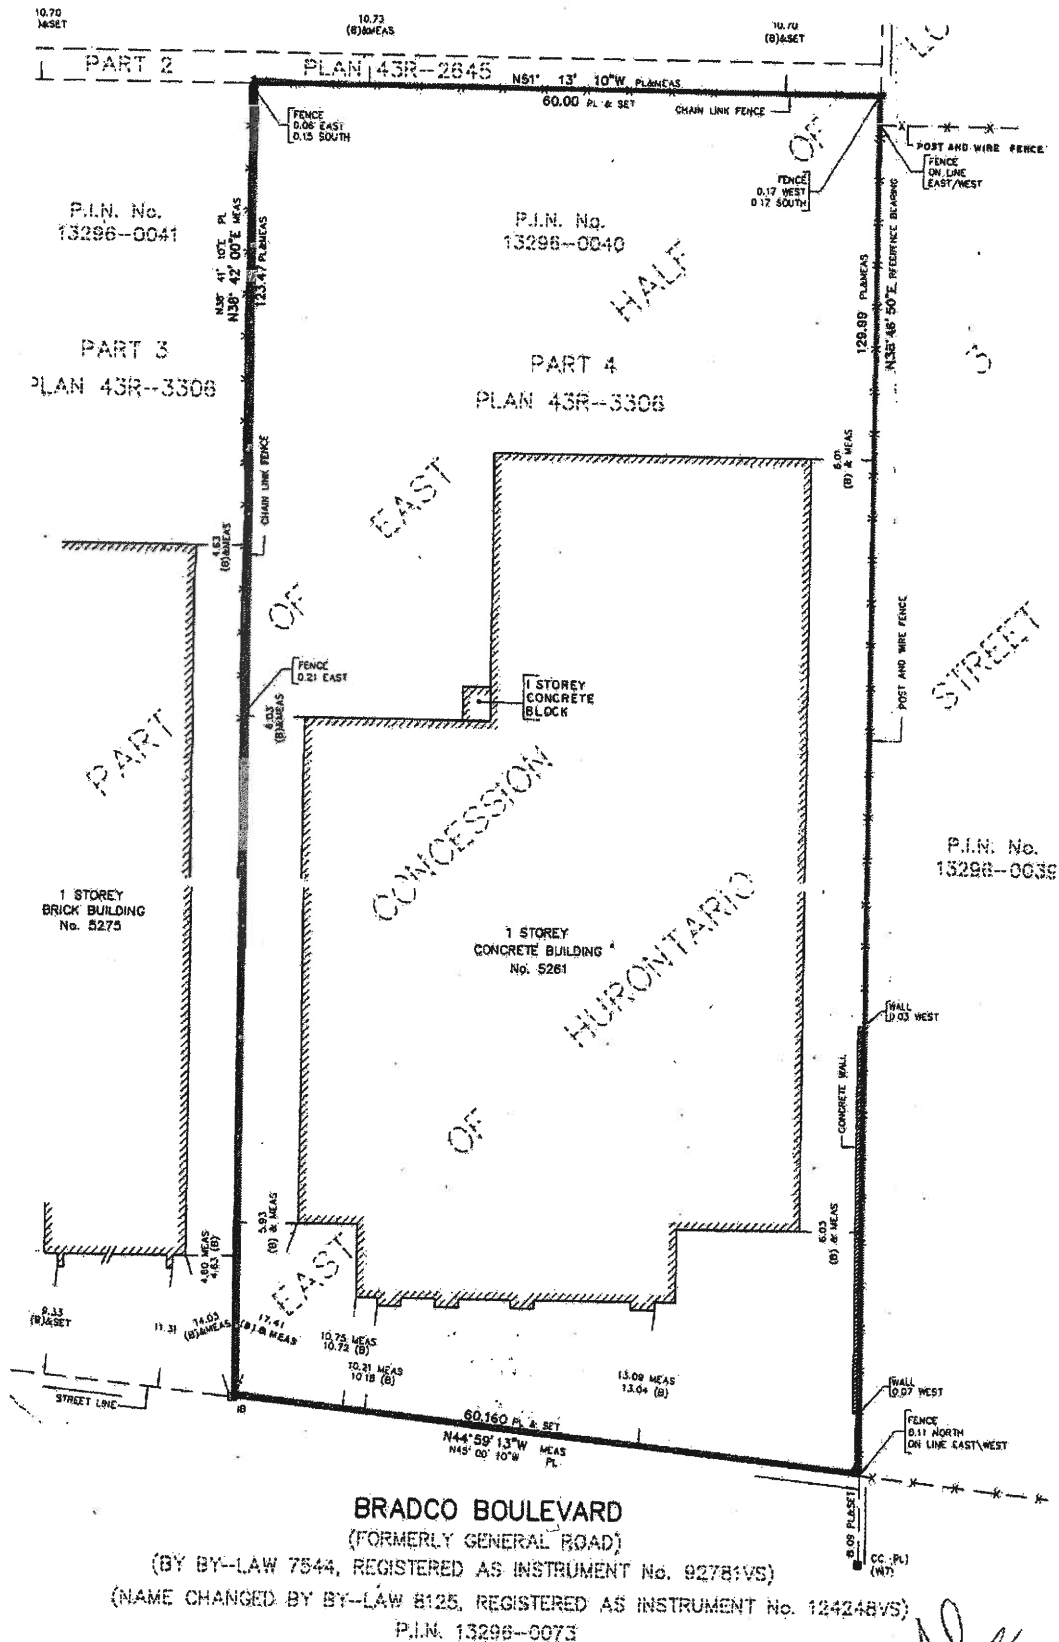 10.70
10.73
(B)&MEAS
10.70
(B)&SET
PART 2
PLAN 43R-2645
N51° 13' 10"W PL&MEAS
60.00 PL & SET
CHAIN LINK FENCE
FENCE
0.06 EAST
0.15 SOUTH
POST AND WIRE FENCE
FENCE
ON LINE
EAST/WEST
FENCE
0.17 WEST
0.17 SOUTH
P.I.N. No.
13296-0041
P.I.N. No.
13296-0040
N38° 41' 10"E PL
N38° 42' 00"E MEAS
123.47 PL&MEAS
129.99 PL&MEAS
N38°46'50"E REFERENCE BEARING
PART 3
PLAN 43R-3306
PART 4
PLAN 43R-3306
PART OF EAST HALF OF
3
CHAIN LINK FENCE
4.63
(B)&MEAS
6.01
(B) & MEAS
FENCE
0.21 EAST
6.03
(B)&MEAS
1 STOREY
CONCRETE
BLOCK
POST AND WIRE FENCE
CONCESSION
EAST OF HURONTARIO STREET
P.I.N. No.
13296-0039
1 STOREY
BRICK BUILDING
No. 5275
1 STOREY
CONCRETE BUILDING
No. 5261
WALL
0.03 WEST
CONCRETE WALL
5.93
(B) & MEAS
6.03
(B) & MEAS
4.60 MEAS
4.63 (B)
9.33
(B)&SET
11.31
14.03
(B)&MEAS
17.41
(B) & MEAS
10.75 MEAS
10.72 (B)
10.21 MEAS
10.18 (B)
13.09 MEAS
13.04 (B)
WALL
0.07 WEST
STREET LINE
IB
60.160 PL & SET
N44°59'13"W MEAS
N45° 00' 10"W PL
FENCE
0.11 NORTH
ON LINE EAST\WEST
8.09 PL&SET
CC (PL)
BRADCO BOULEVARD
(FORMERLY GENERAL ROAD)
(BY BY-LAW 7544, REGISTERED AS INSTRUMENT No. 92781VS)
(NAME CHANGED BY BY-LAW 8125, REGISTERED AS INSTRUMENT No. 124248VS)
P.I.N. 13296-0073